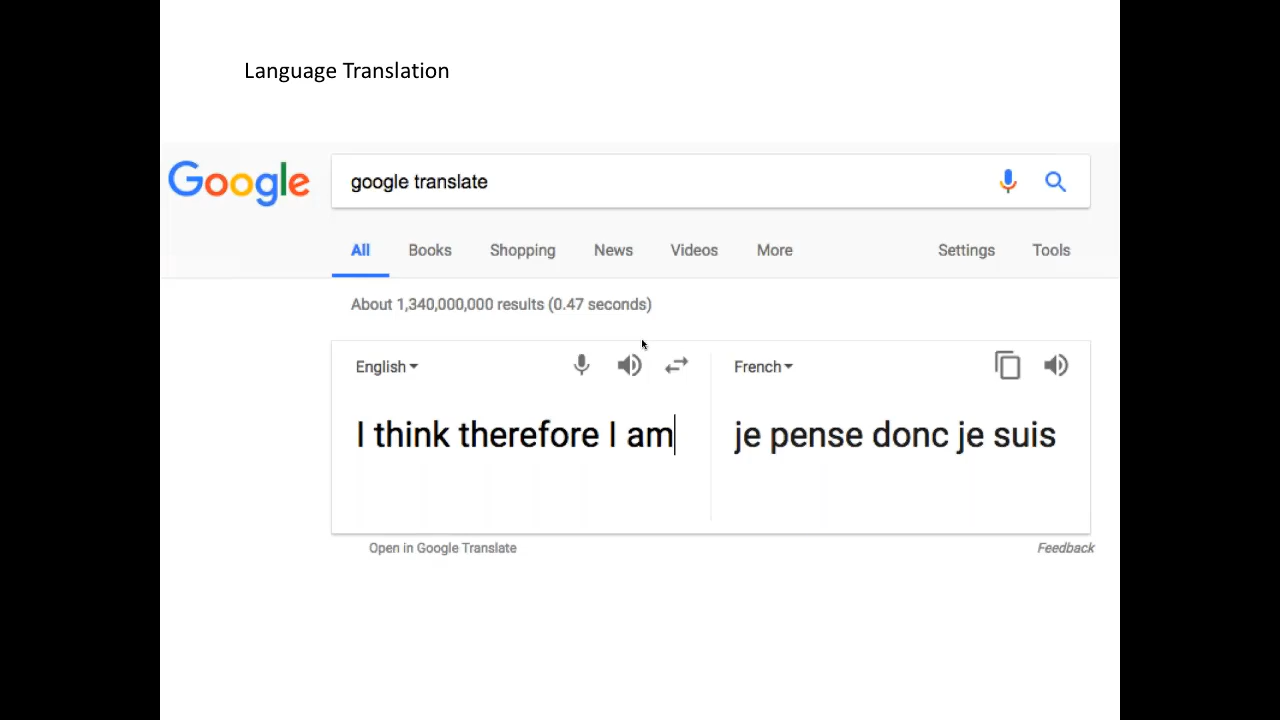 Language Translation
Google
google translate
All Books Shopping News Videos More Settings Tools
About 1,340,000,000 results (0.47 seconds)
English French
I think therefore I am je pense donc je suis
Open in Google Translate Feedback